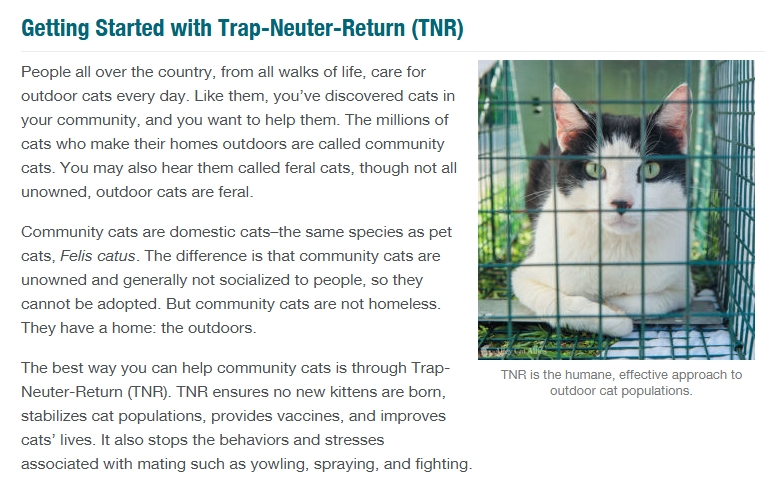 Getting Started with Trap-Neuter-Return (TNR)
People all over the country, from all walks of life, care for
outdoor cats every day. Like them, you’ve discovered cats in
your community, and you want to help them. The millions of
cats who make their homes outdoors are called community
cats. You may also hear them called feral cats, though not all
unowned, outdoor cats are feral.
Community cats are domestic cats–the same species as pet
cats, Felis catus. The difference is that community cats are
unowned and generally not socialized to people, so they
cannot be adopted. But community cats are not homeless.
They have a home: the outdoors.
The best way you can help community cats is through Trap-
Neuter-Return (TNR). TNR ensures no new kittens are born,
stabilizes cat populations, provides vaccines, and improves
cats’ lives. It also stops the behaviors and stresses
associated with mating such as yowling, spraying, and fighting.
TNR is the humane, effective approach to
outdoor cat populations.